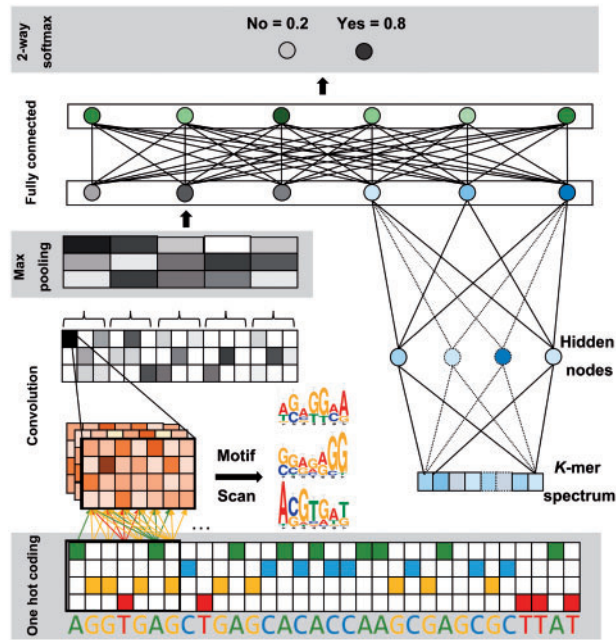 2-way softmax
No = 0.2 Yes = 0.8
Fully connected
Max pooling
Convolution
Hidden nodes
Motif Scan
ACGTGAT
K-mer spectrum
...
One hot coding
AGGTGAGCTGAGCACACCAAGCGAGCGCTTAT